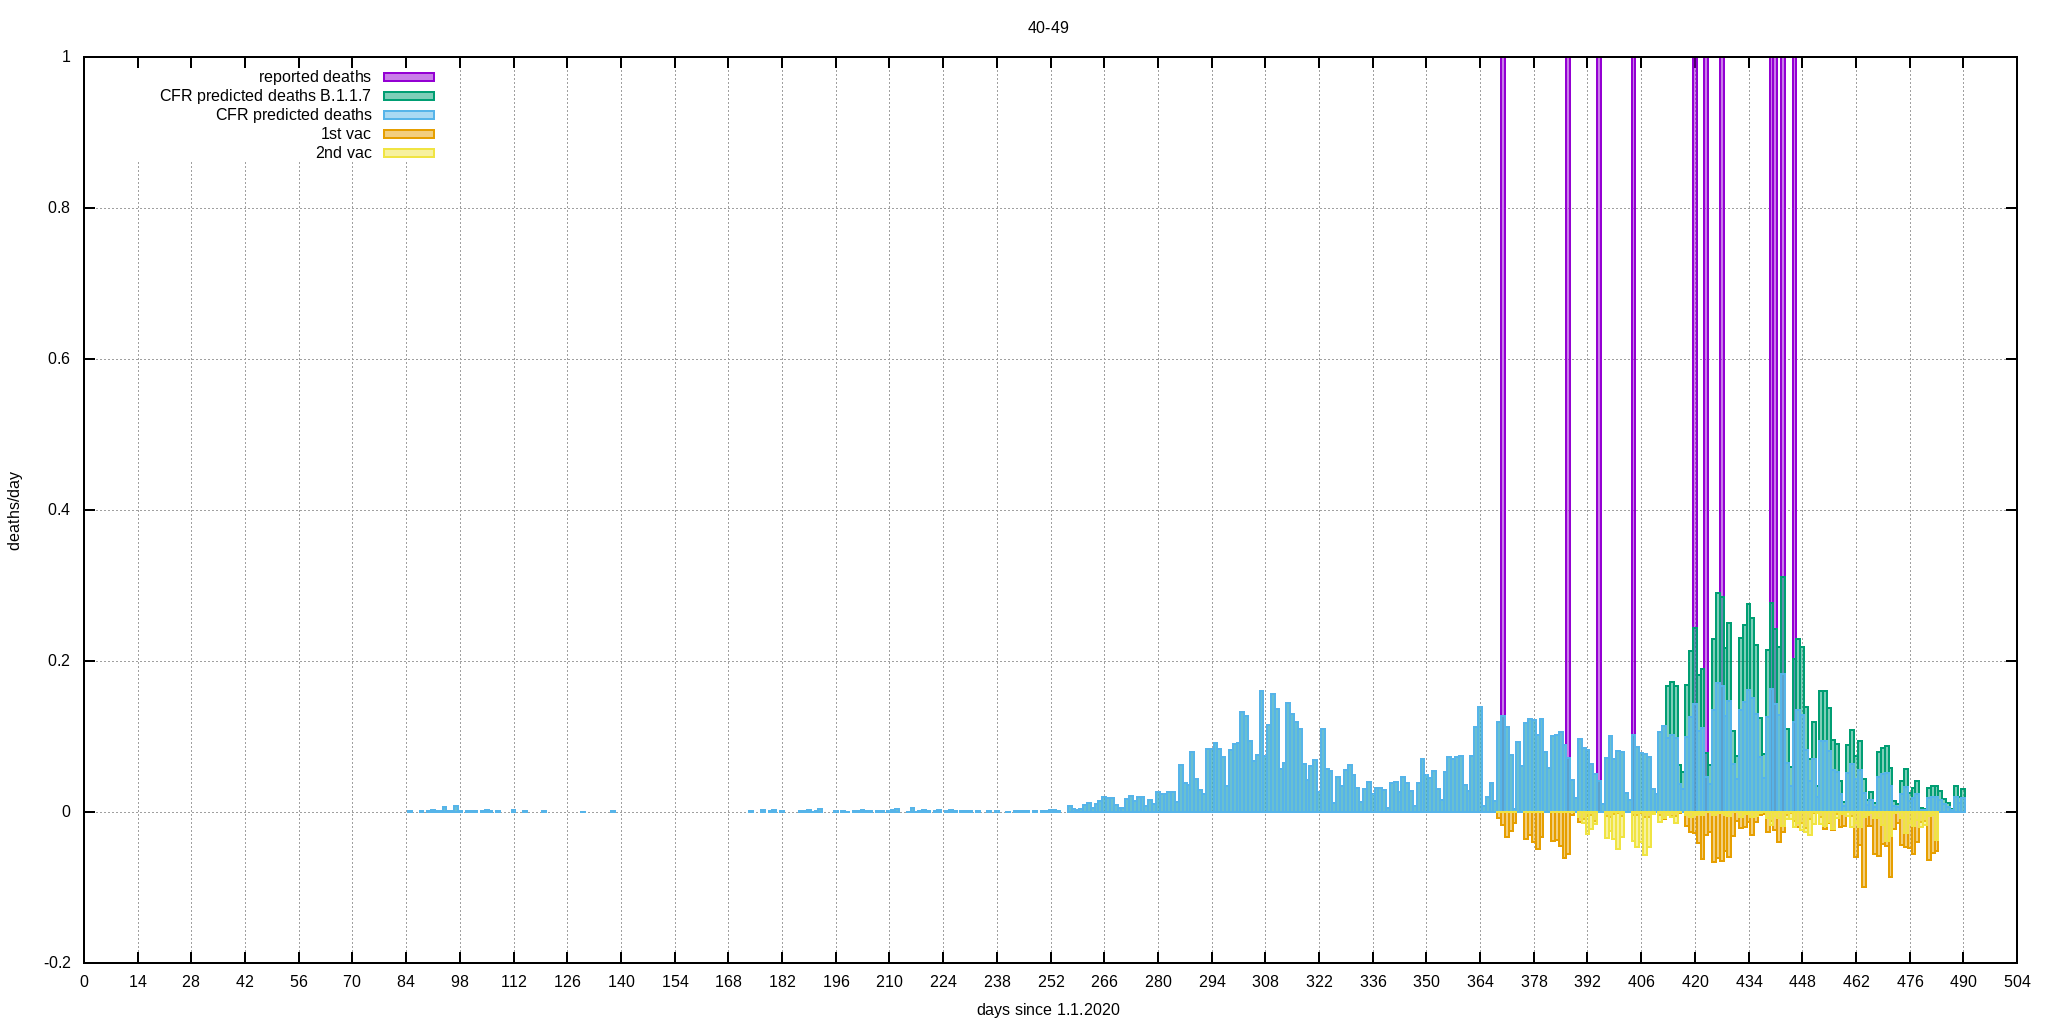 40-49
1
reported deaths
CFR predicted deaths B.1.1.7
CFR predicted deaths
1st vac
2nd vac
0.8
0.6
0.4
deaths/day
0.2
0
-0.2
0 14 28 42 56 70 84 98 112 126 140 154 168 182 196 210 224 238 252 266 280 294 308 322 336 350 364 378 392 406 420 434 448 462 476 490 504
days since 1.1.2020